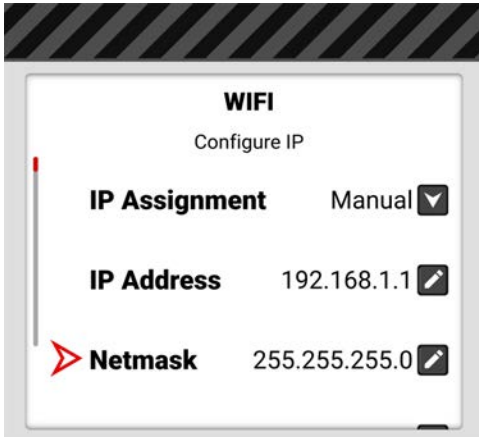 WIFI
Configure IP
IP Assignment Manual
IP Address 192.168.1.1
Netmask 255.255.255.0